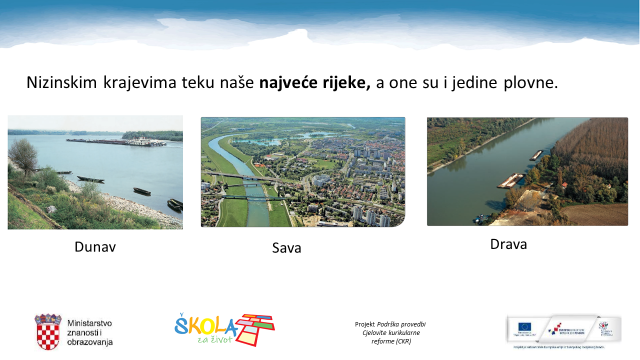 Nizinskim krajevima teku naše najveće rijeke, a one su i jedine plovne.
Dunav
Sava
Drava
Ministarstvo
znanosti i
obrazovanja
ŠKOLA
za život
Projekt Podrška provedbi
Cjelovite kurikularne
reforme (CKR)